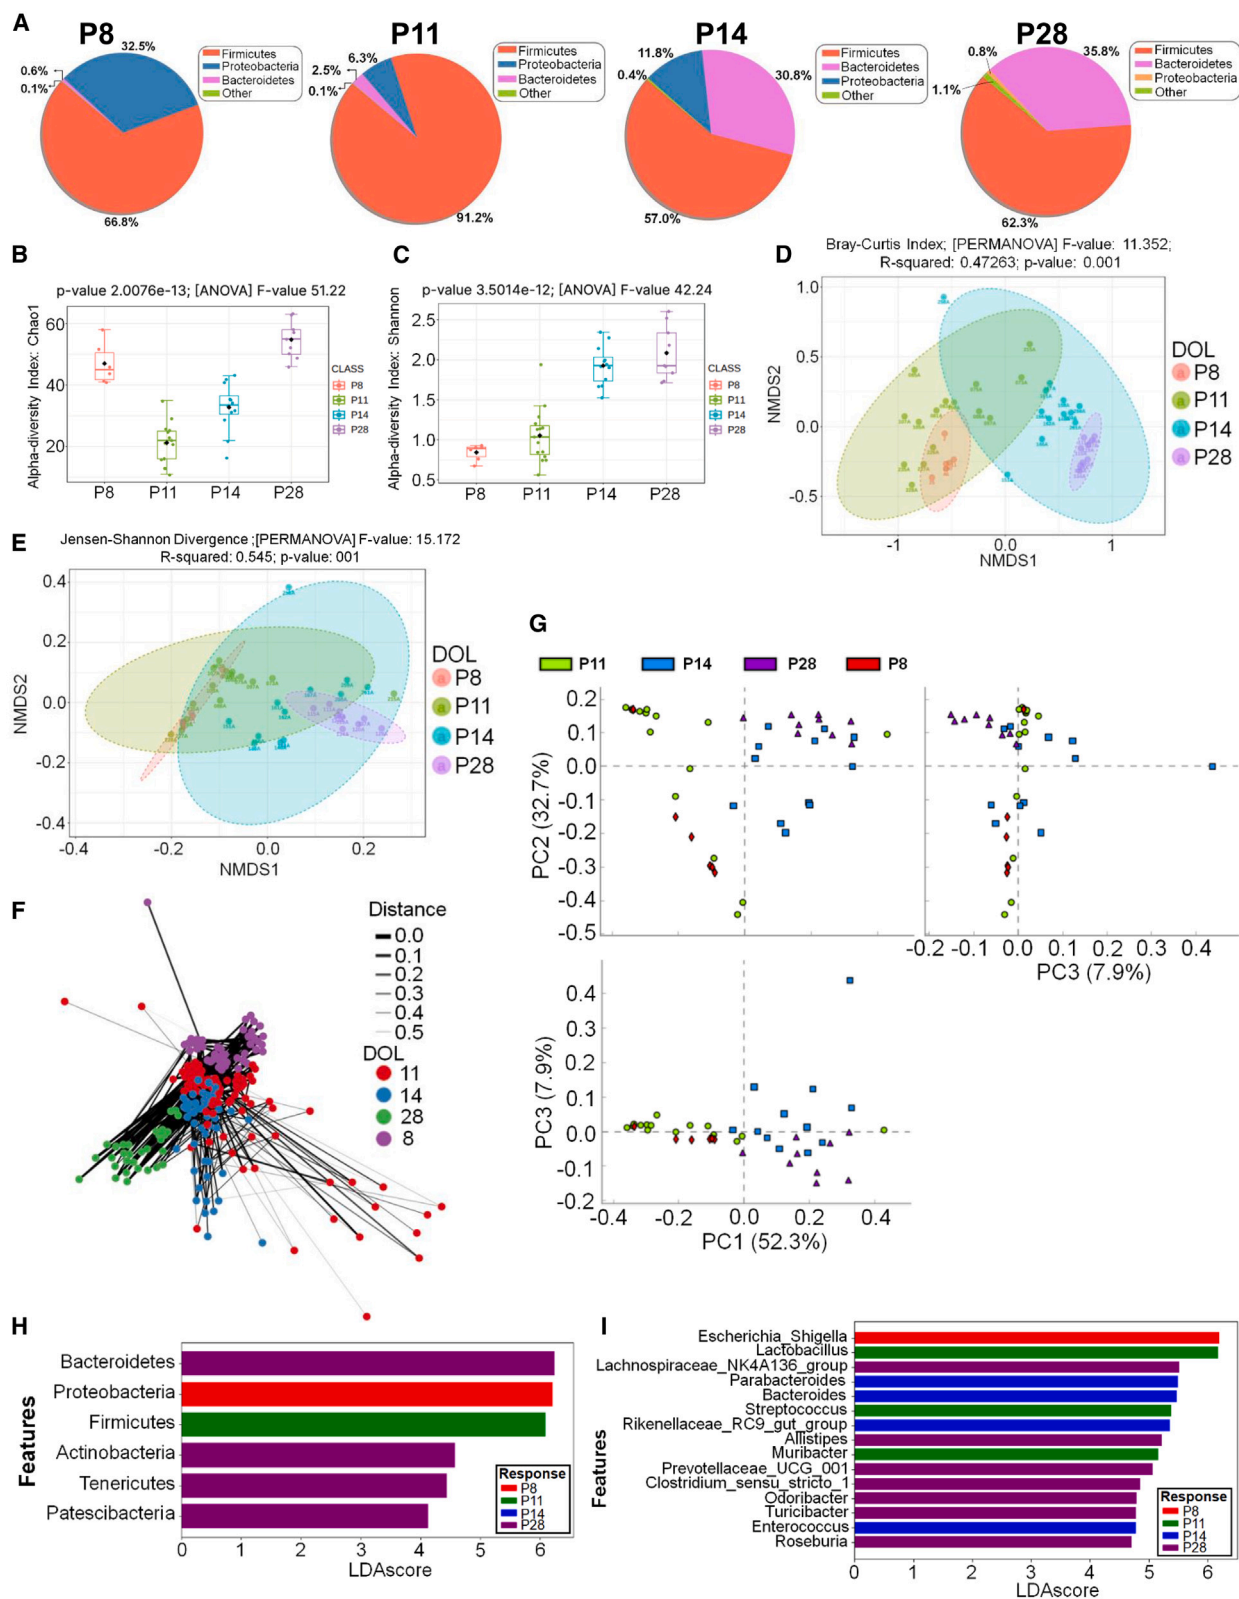 A
P8
32.5%
0.6%
0.1%
66.8%
Firmicutes
Proteobacteria
Bacteroidetes
Other
P11
6.3%
2.5%
0.1%
91.2%
Firmicutes
Proteobacteria
Bacteroidetes
Other
P14
11.8%
0.4%
30.8%
57.0%
Firmicutes
Bacteroidetes
Proteobacteria
Other
P28
0.8%
35.8%
1.1%
62.3%
Firmicutes
Bacteroidetes
Proteobacteria
Other
B
p-value 2.0076e-13; [ANOVA] F-value 51.22
Alpha-diversity Index: Chao1
60
40
20
P8 P11 P14 P28
CLASS
P8
P11
P14
P28
C
p-value 3.5014e-12; [ANOVA] F-value 42.24
Alpha-diversity Index: Shannon
2.5
2.0
1.5
1.0
0.5
P8 P11 P14 P28
CLASS
P8
P11
P14
P28
D
Bray-Curtis Index; [PERMANOVA] F-value: 11.352;
R-squared: 0.47263; p-value: 0.001
NMDS2
1.0
0.5
0.0
-0.5
-1 0.0 1
NMDS1
DOL
a P8
a P11
a P14
a P28
E
Jensen-Shannon Divergence ;[PERMANOVA] F-value: 15.172
R-squared: 0.545; p-value: 001
NMDS2
0.4
0.2
0.0
-0.2
-0.4
-0.4 -0.2 0.0 0.2
NMDS1
DOL
a P8
a P11
a P14
a P28
F
Distance
0.0
0.1
0.2
0.3
0.4
0.5
DOL
11
14
28
8
G
P11 P14 P28 P8
PC2 (32.7%)
0.2
0.1
0.0
-0.1
-0.2
-0.3
-0.4
-0.5
-0.2 -0.1 0.0 0.1 0.2 0.3 0.4
PC3 (7.9%)
PC3 (7.9%)
0.4
0.3
0.2
0.1
0.0
-0.1
-0.2
-0.4 -0.2 0.0 0.2 0.4
PC1 (52.3%)
H
Features
Bacteroidetes
Proteobacteria
Firmicutes
Actinobacteria
Tenericutes
Patescibacteria
Response
P8
P11
P14
P28
0 1 2 3 4 5 6
LDAscore
I
Features
Escherichia_Shigella
Lactobacillus
Lachnospiraceae_NK4A136_group
Parabacteroides
Bacteroides
Streptococcus
Rikenellaceae_RC9_gut_group
Allistipes
Muribacter
Prevotellaceae_UCG_001
Clostridium_sensu_stricto_1
Odoribacter
Turicibacter
Enterococcus
Roseburia
Response
P8
P11
P14
P28
0 1 2 3 4 5 6
LDAscore